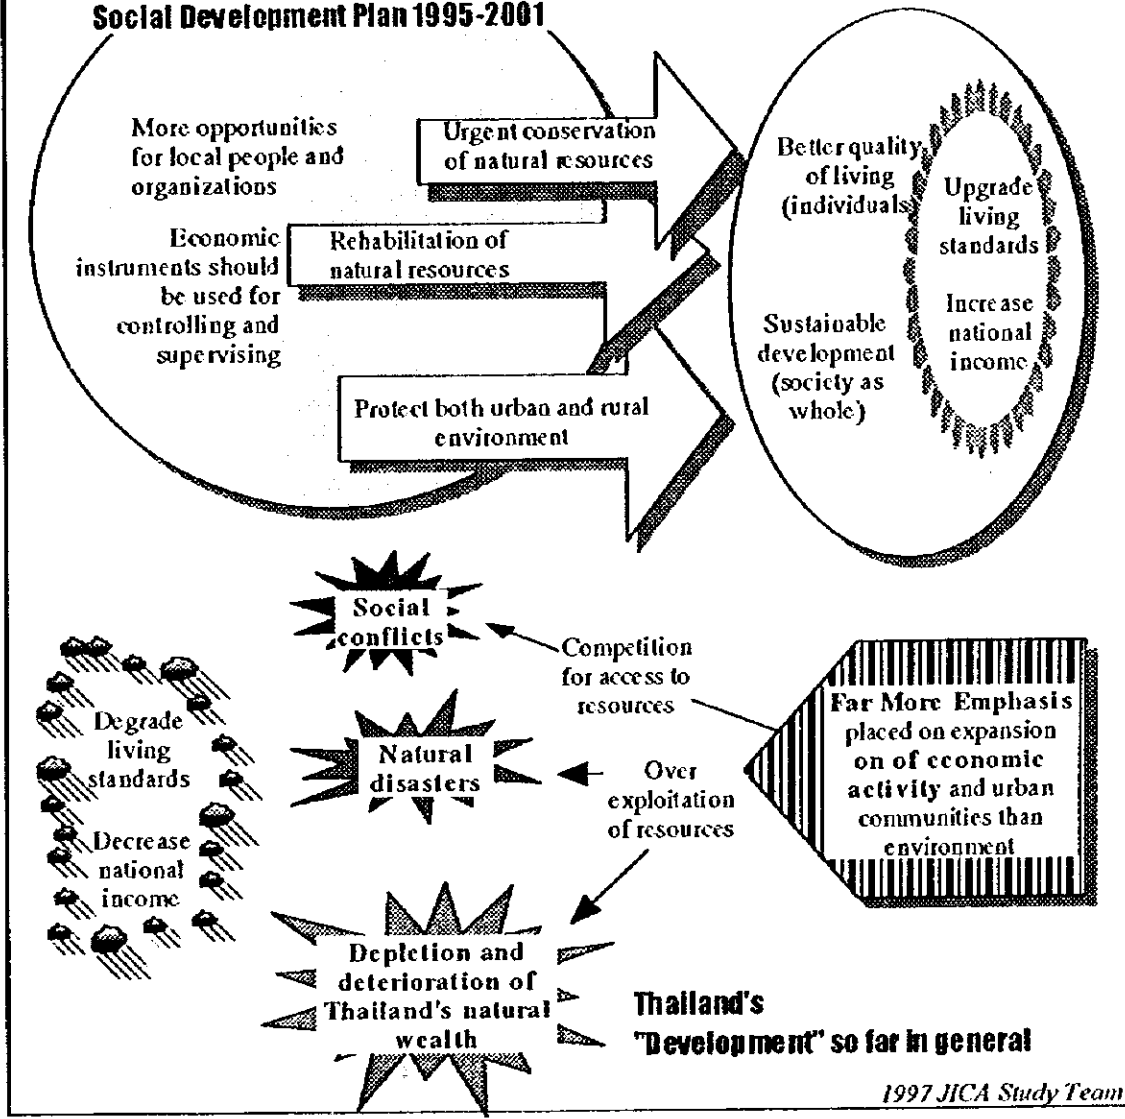 Social Development Plan 1995-2001
More opportunities
for local people and
organizations
Urgent conservation
of natural resources
Economic
instruments should
be used for
controlling and
supervising
Rehabilitation of
natural resources
Protect both urban and rural
environment
Better quality
of living
(individuals)
Sustainable
development
(society as
whole)
Upgrade
living
standards
Increase
national
income
Social
conflicts
Competition
for access to
resources
Natural
disasters
Over
exploitation
of resources
Far More Emphasis
placed on expansion
on of economic
activity and urban
communities than
environment
Degrade
living
standards
Decrease
national
income
Depletion and
deterioration of
Thailand's natural
wealth
Thailand's
"Development" so far in general
1997 JICA Study Team